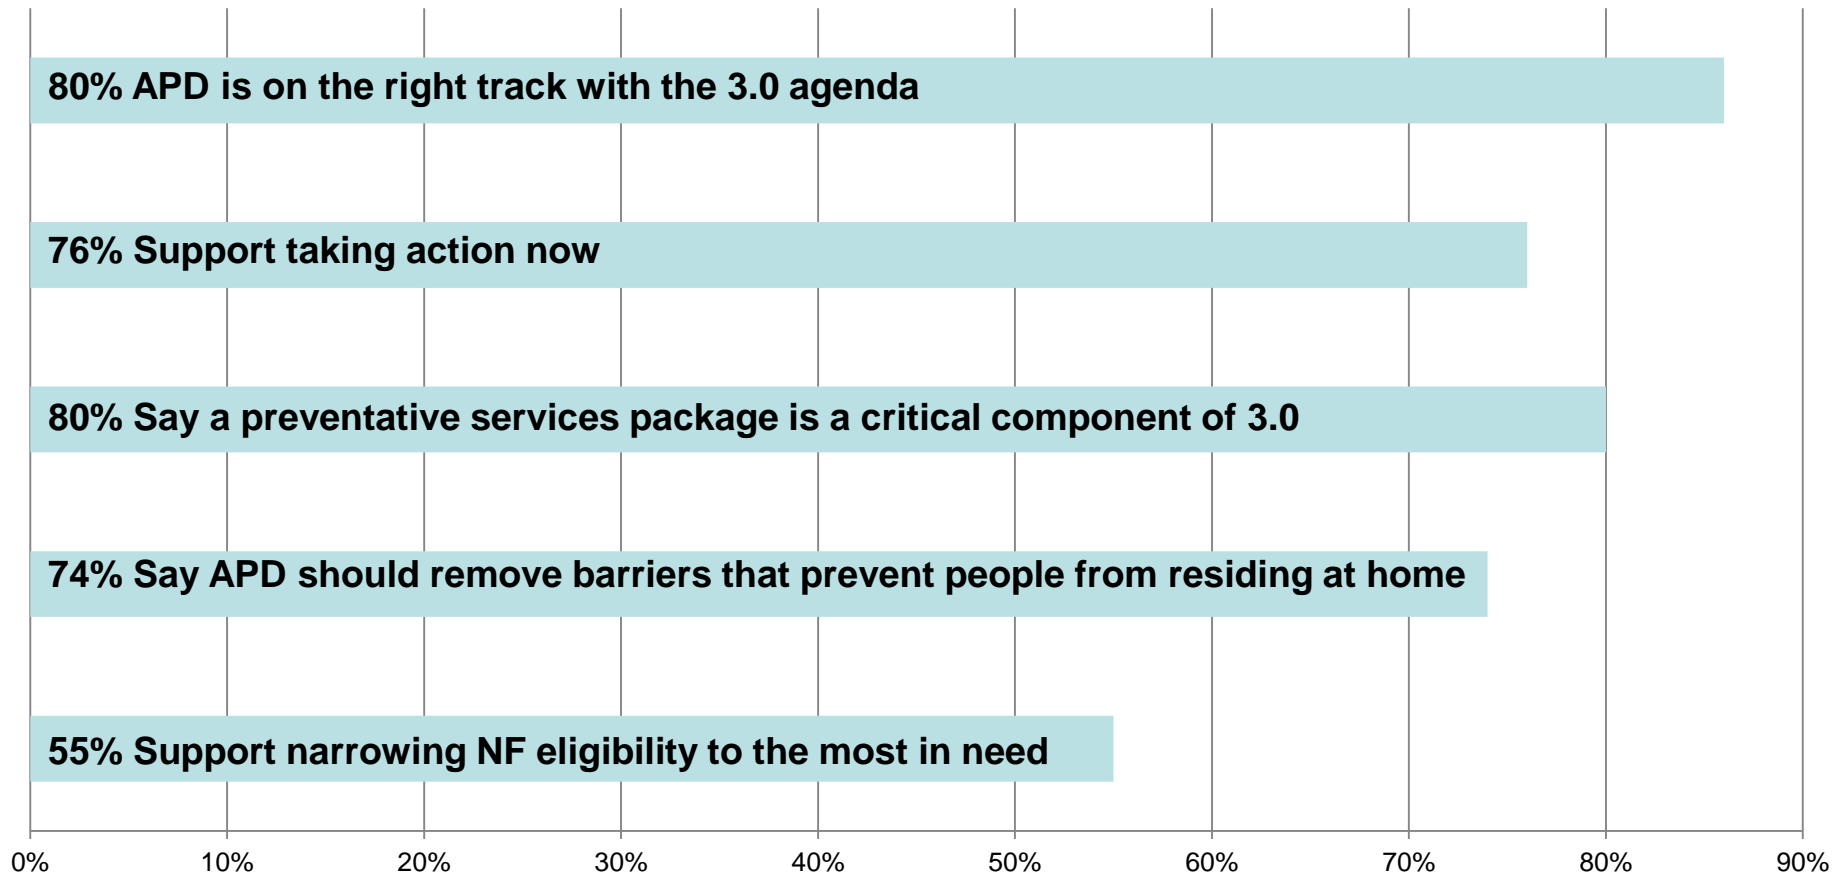 80% APD is on the right track with the 3.0 agenda
76% Support taking action now
80% Say a preventative services package is a critical component of 3.0
74% Say APD should remove barriers that prevent people from residing at home
55% Support narrowing NF eligibility to the most in need
0% 10% 20% 30% 40% 50% 60% 70% 80% 90%